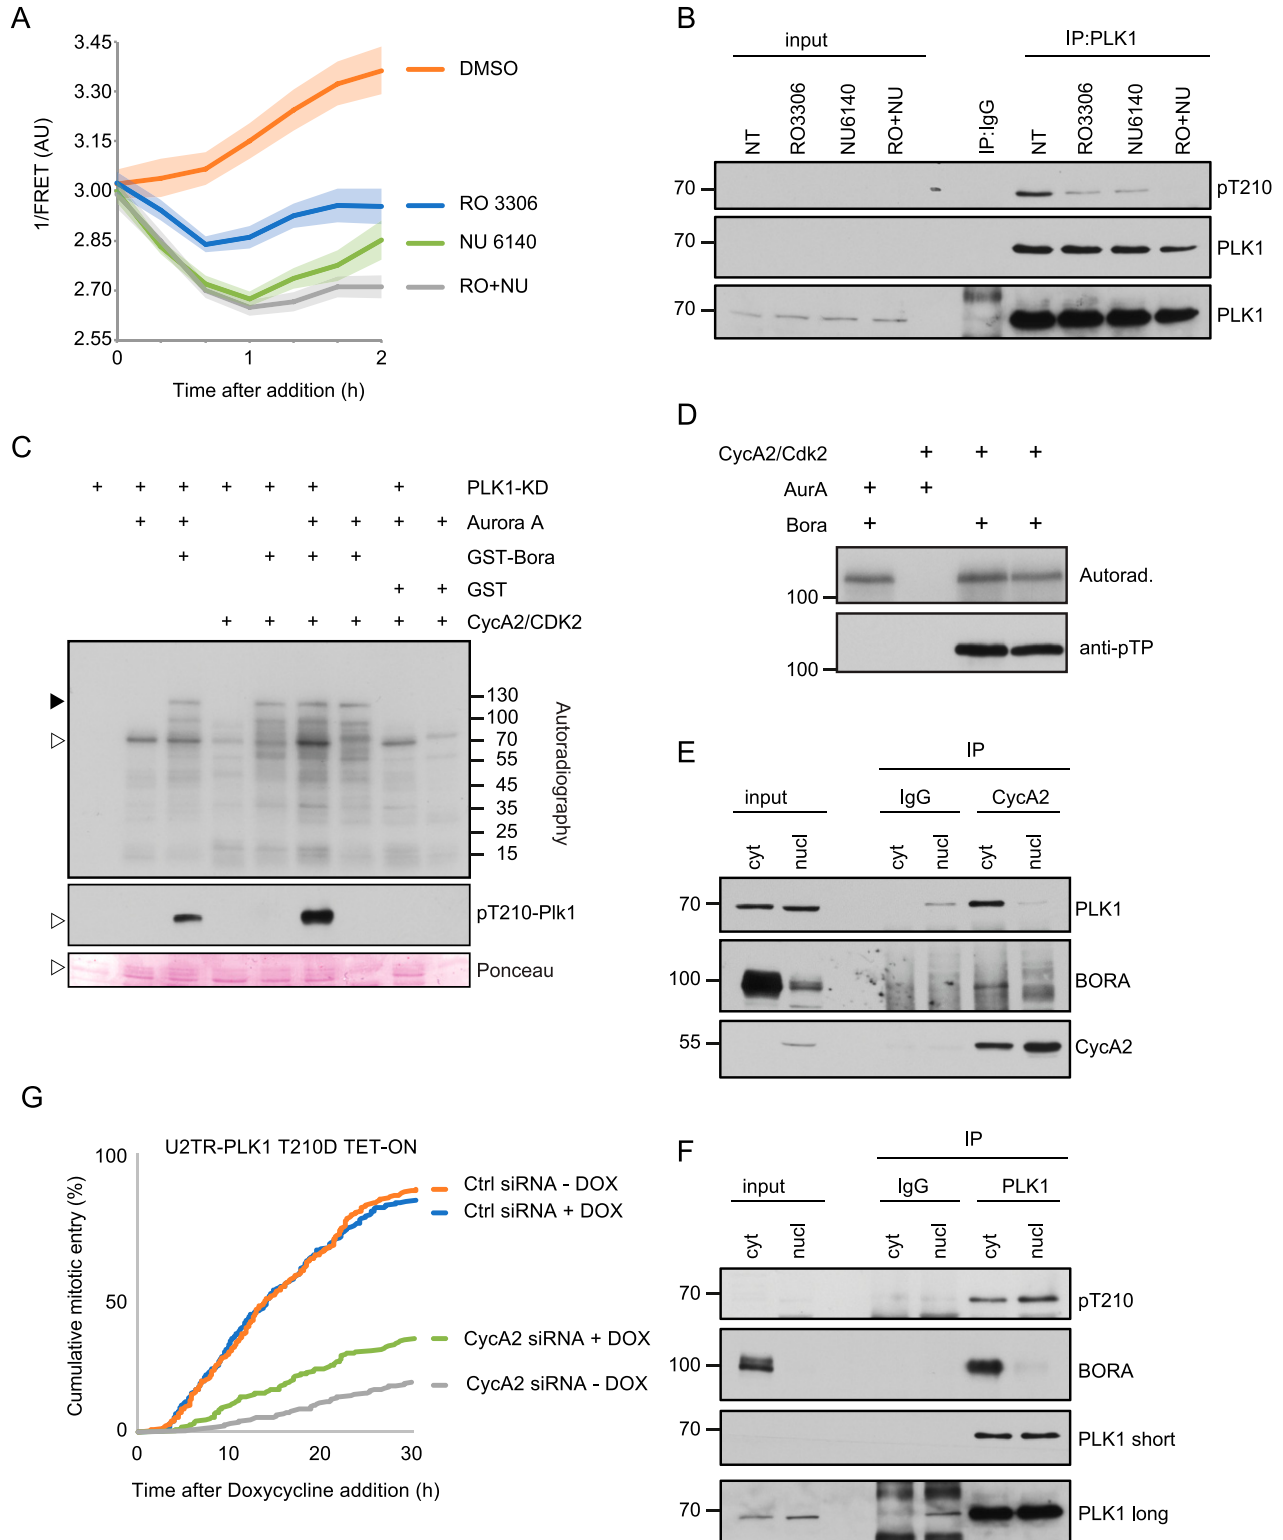 A
3.45
3.30
3.15
3.00
2.85
2.70
2.55
1/FRET (AU)
0 1 2
Time after addition (h)
DMSO
RO 3306
NU 6140
RO+NU
B
input IP:PLK1
NT RO3306 NU6140 RO+NU IP:IgG NT RO3306 NU6140 RO+NU
70 pT210
70 PLK1
70 PLK1
C
+ + + + + + + PLK1-KD
+ + + + + + Aurora A
+ + + + GST-Bora
+ + GST
+ + + + + + CycA2/CDK2
130
100
70
55
45
35
25
15
Autoradiography
pT210-Plk1
Ponceau
D
CycA2/Cdk2 + + +
AurA + +
Bora + + +
100 Autorad.
100 anti-pTP
E
IP
input IgG CycA2
cyt nucl cyt nucl cyt nucl
70 PLK1
100 BORA
55 CycA2
F
IP
input IgG PLK1
cyt nucl cyt nucl cyt nucl
70 pT210
100 BORA
70 PLK1 short
70 PLK1 long
G
U2TR-PLK1 T210D TET-ON
100
50
0
Cumulative mitotic entry (%)
0 10 20 30
Time after Doxycycline addition (h)
Ctrl siRNA - DOX
Ctrl siRNA + DOX
CycA2 siRNA + DOX
CycA2 siRNA - DOX